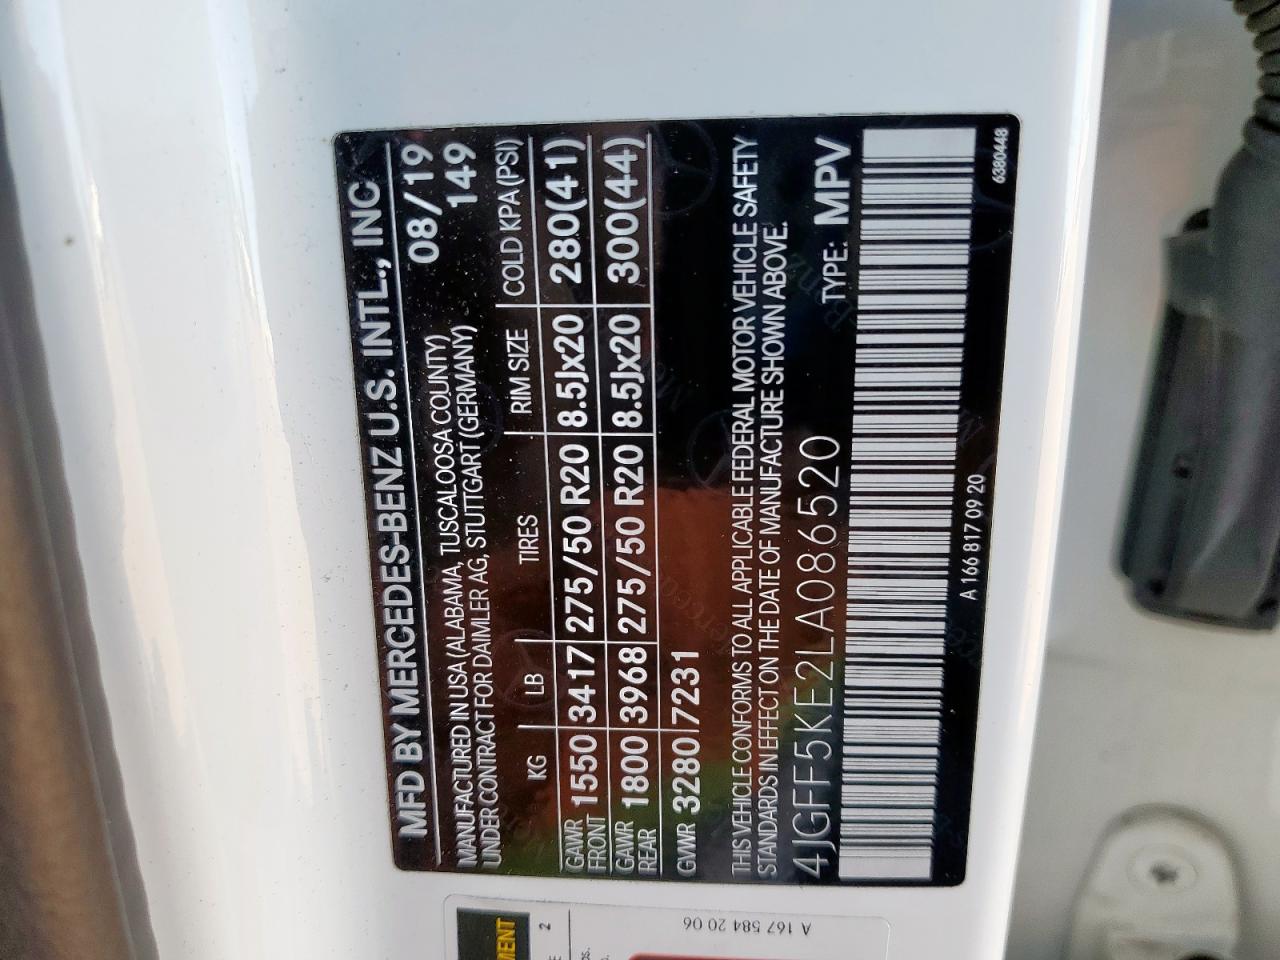 MFD BY MERCEDES-BENZ U.S. INTL., INC
08/19
MANUFACTURED IN USA (ALABAMA, TUSCALOOSA COUNTY)
UNDER CONTRACT FOR DAIMLER AG, STUTTGART (GERMANY) 149
KG LB TIRES RIM SIZE COLD KPA (PSI)
GAWR FRONT 1550 3417 275/50 R20 8.5Jx20 280(41)
GAWR REAR 1800 3968 275/50 R20 8.5Jx20 300(44)
GVWR 3280 7231
THIS VEHICLE CONFORMS TO ALL APPLICABLE FEDERAL MOTOR VEHICLE SAFETY
STANDARDS IN EFFECT ON THE DATE OF MANUFACTURE SHOWN ABOVE.
4JGFF5KE2LA086520 TYPE: MPV
A 166 817 09 20 6380448
A 167 584 20 06
MENT
2